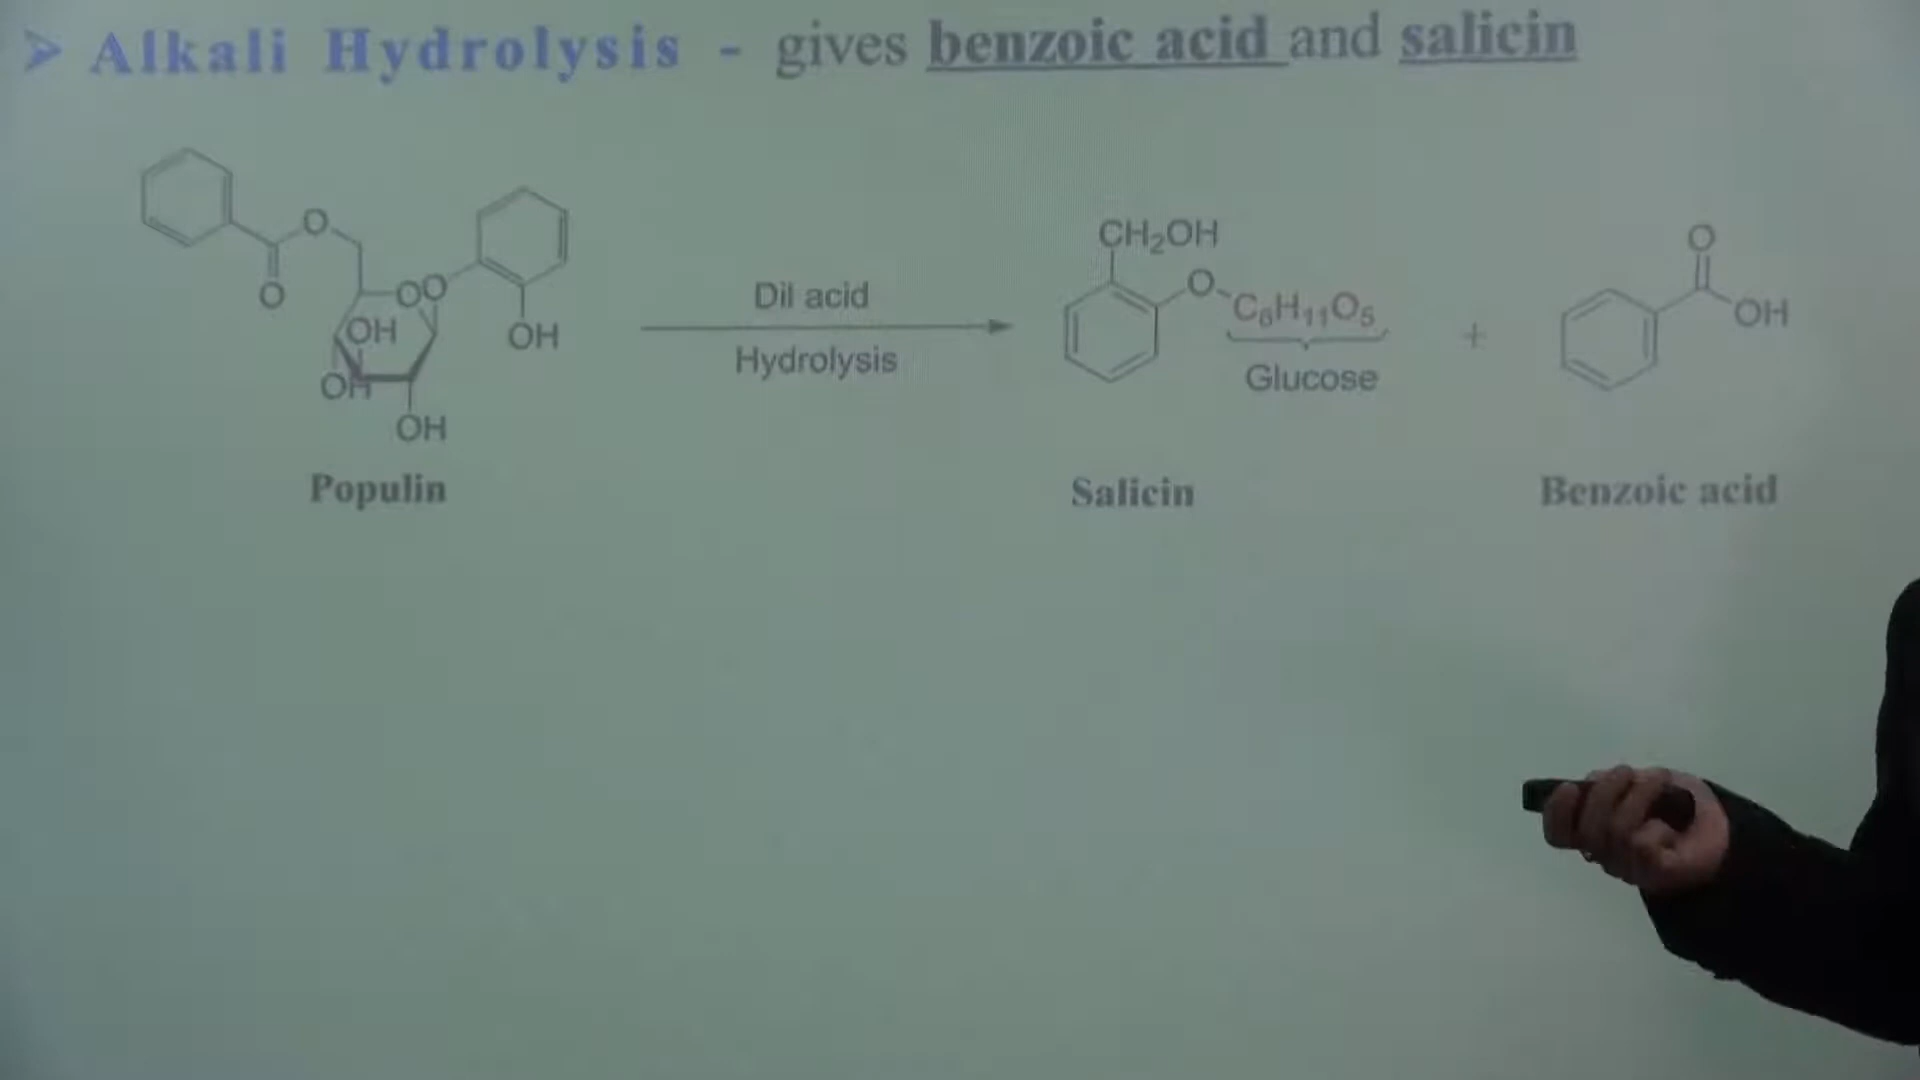 ➤ Alkali Hydrolysis - gives benzoic acid and salicin
O
O
O
O
OH
OH
OH
OH
Populin
Dil acid
Hydrolysis
CH₂OH
O
C₆H₁₁O₅
Glucose
Salicin
+
O
OH
Benzoic acid